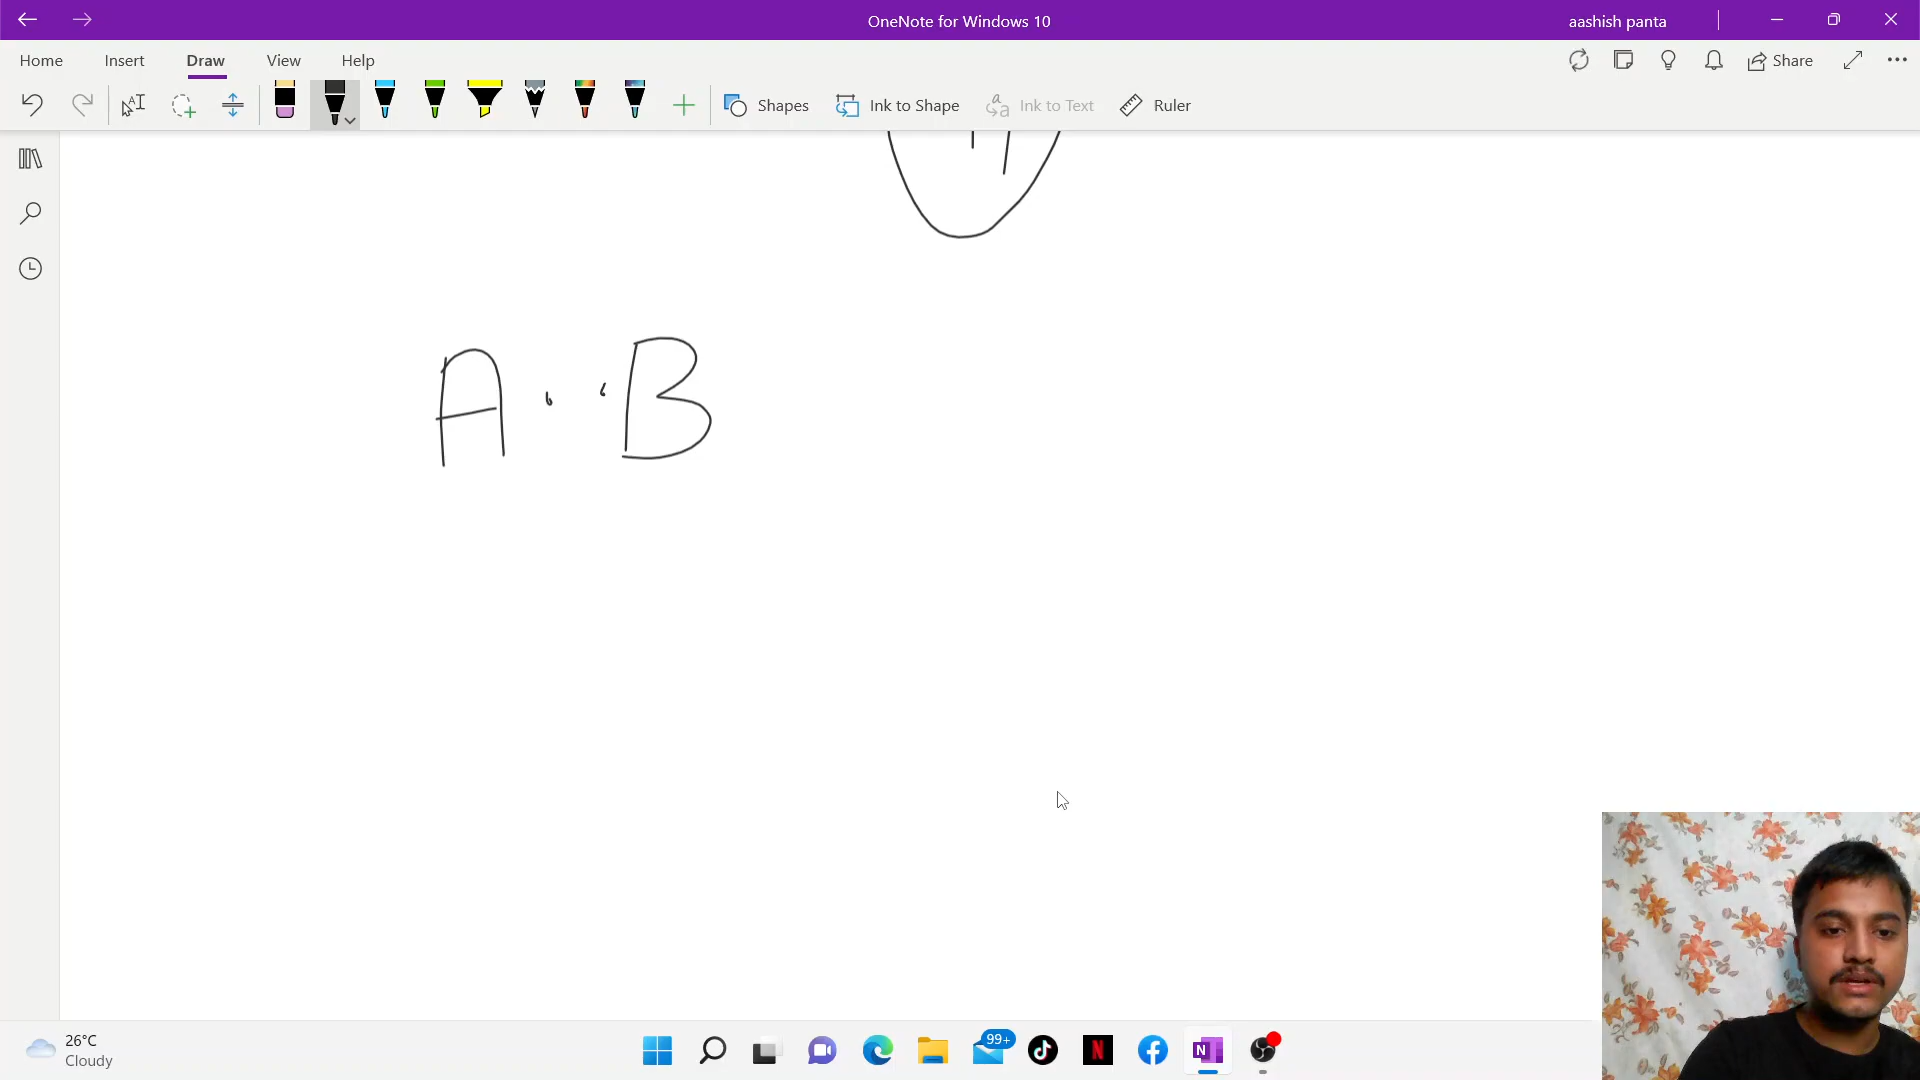 OneNote for Windows 10
aashish panta
Home Insert Draw View Help
Share
Shapes Ink to Shape Ink to Text Ruler
A · · B
26°C
Cloudy
99+